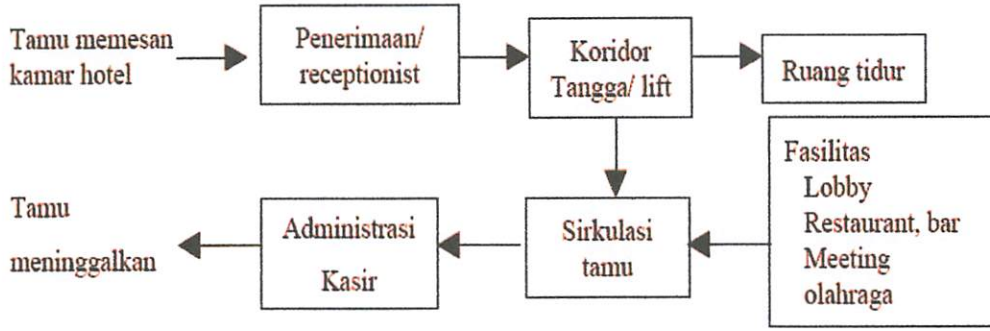 Tamu memesan
kamar hotel
Penerimaan/
receptionist
Koridor
Tangga/ lift
Ruang tidur
Fasilitas
Lobby
Restaurant, bar
Meeting
olahraga
Sirkulasi
tamu
Administrasi
Kasir
Tamu
meninggalkan